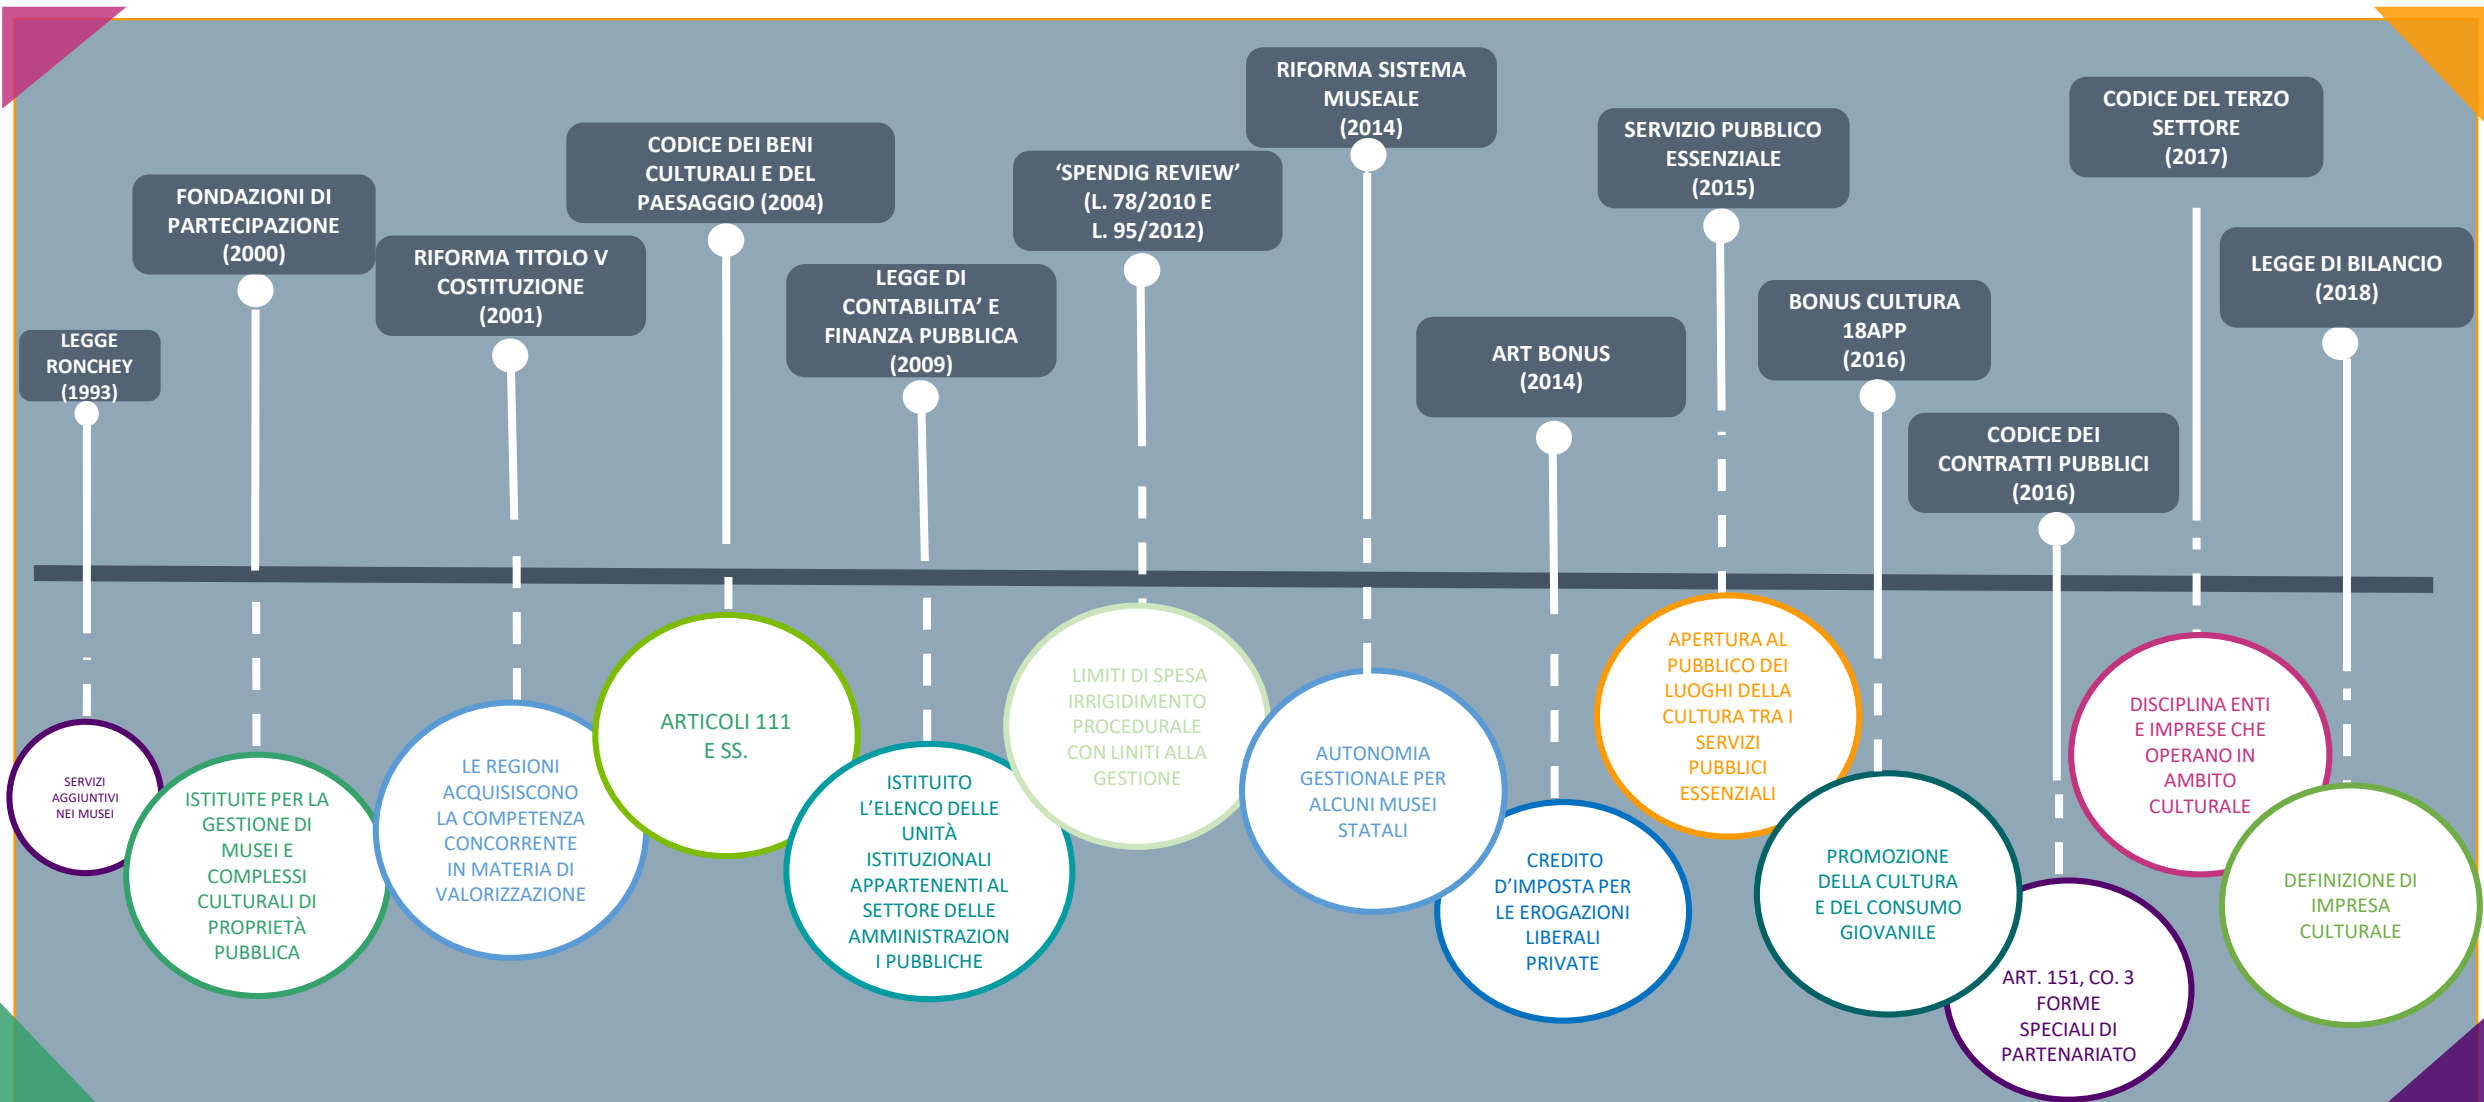 LEGGE
RONCHEY
(1993)
FONDAZIONI DI
PARTECIPAZIONE
(2000)
RIFORMA TITOLO V
COSTITUZIONE
(2001)
CODICE DEI BENI
CULTURALI E DEL
PAESAGGIO (2004)
LEGGE DI
CONTABILITA' E
FINANZA PUBBLICA
(2009)
'SPENDIG REVIEW'
(L. 78/2010 E
L. 95/2012)
RIFORMA SISTEMA
MUSEALE
(2014)
ART BONUS
(2014)
SERVIZIO PUBBLICO
ESSENZIALE
(2015)
BONUS CULTURA
18APP
(2016)
CODICE DEI
CONTRATTI PUBBLICI
(2016)
CODICE DEL TERZO
SETTORE
(2017)
LEGGE DI BILANCIO
(2018)
SERVIZI
AGGIUNTIVI
NEI MUSEI
ISTITUITE PER LA
GESTIONE DI
MUSEI E
COMPLESSI
CULTURALI DI
PROPRIETÀ
PUBBLICA
LE REGIONI
ACQUISISCONO
LA COMPETENZA
CONCORRENTE
IN MATERIA DI
VALORIZZAZIONE
ARTICOLI 111
E SS.
ISTITUITO
L'ELENCO DELLE
UNITÀ
ISTITUZIONALI
APPARTENENTI AL
SETTORE DELLE
AMMINISTRAZION
I PUBBLICHE
LIMITI DI SPESA
IRRIGIDIMENTO
PROCEDURALE
CON LINITI ALLA
GESTIONE
AUTONOMIA
GESTIONALE PER
ALCUNI MUSEI
STATALI
CREDITO
D'IMPOSTA PER
LE EROGAZIONI
LIBERALI
PRIVATE
APERTURA AL
PUBBLICO DEI
LUOGHI DELLA
CULTURA TRA I
SERVIZI
PUBBLICI
ESSENZIALI
PROMOZIONE
DELLA CULTURA
E DEL CONSUMO
GIOVANILE
ART. 151, CO. 3
FORME
SPECIALI DI
PARTENARIATO
DISCIPLINA ENTI
E IMPRESE CHE
OPERANO IN
AMBITO
CULTURALE
DEFINIZIONE DI
IMPRESA
CULTURALE